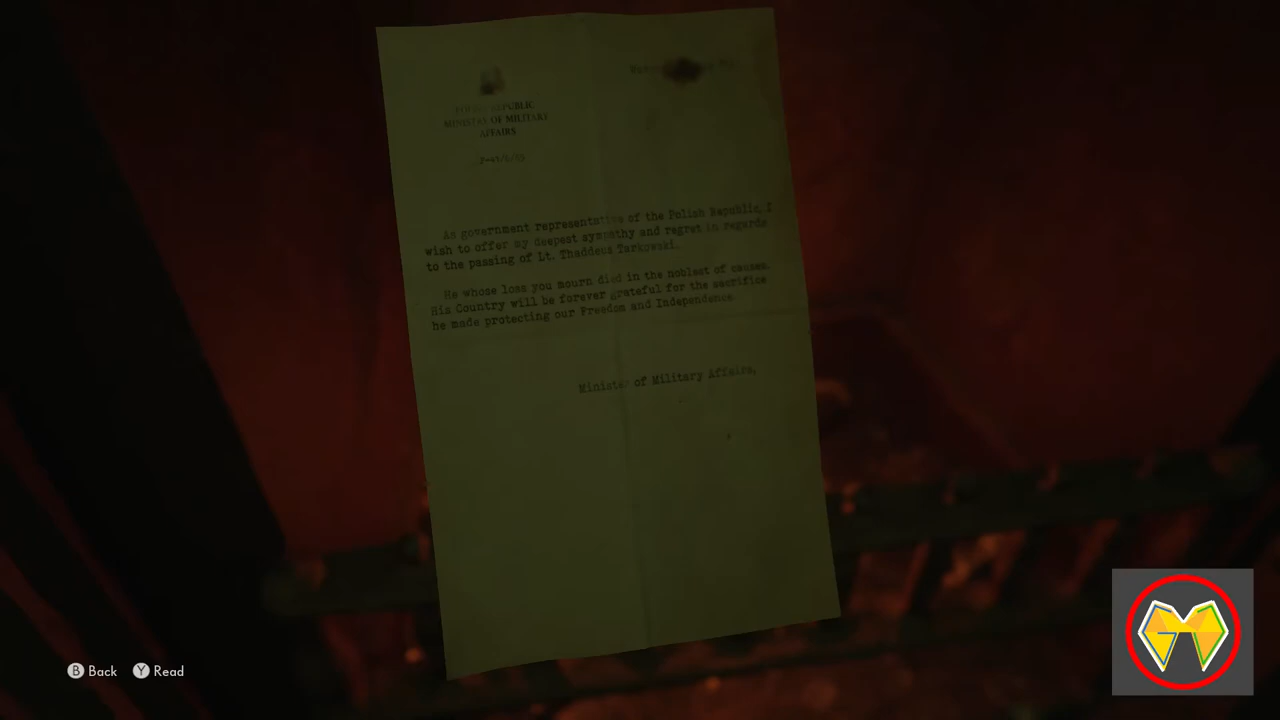 REPUBLIC
MINISTRY OF MILITARY
AFFAIRS
As government representative of the Polish Republic, I
wish to offer my deepest sympathy and regret in regards
to the passing of Lt. Thaddeus Tarkowski.
He whose loss you mourn died in the noblest of causes.
His Country will be forever grateful for the sacrifice
he made protecting our Freedom and Independence.
Minister of Military Affairs,
B Back Y Read